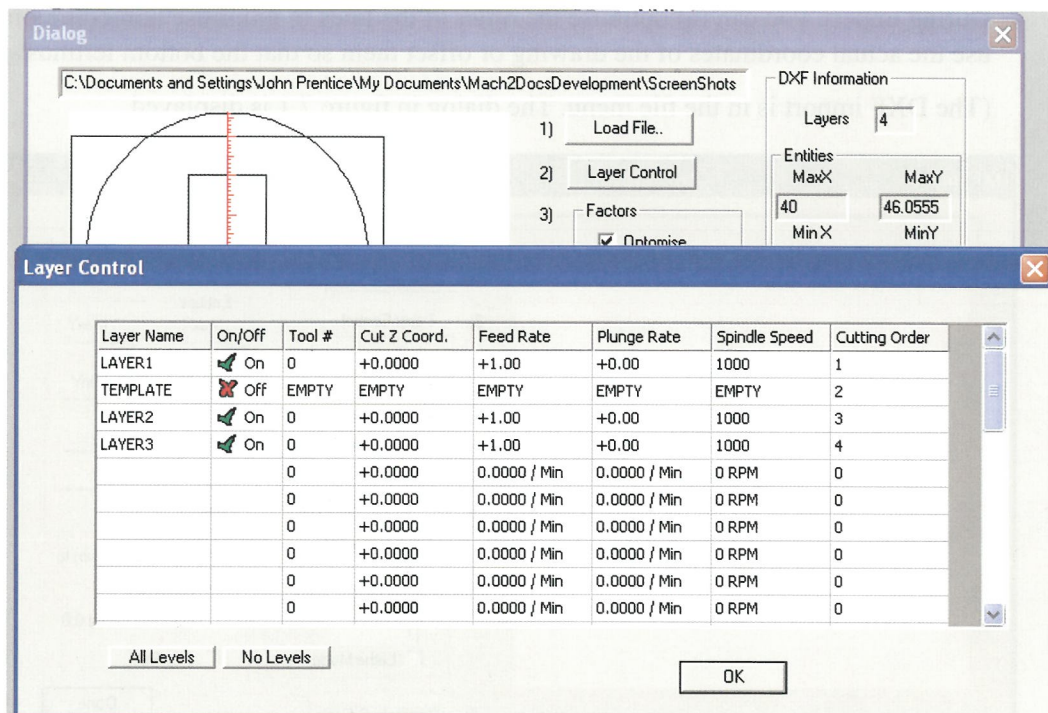 Dialog
C:\Documents and Settings\John Prentice\My Documents\Mach2DocsDevelopment\ScreenShots
DXF Information
Layers 4
1) Load File..
2) Layer Control
3) Factors
Optomise
Entities
MaxX MaxY
40 46.0555
Min X MinY
Layer Control
Layer Name On/Off Tool # Cut Z Coord. Feed Rate Plunge Rate Spindle Speed Cutting Order
LAYER1 On 0 +0.0000 +1.00 +0.00 1000 1
TEMPLATE Off EMPTY EMPTY EMPTY EMPTY EMPTY 2
LAYER2 On 0 +0.0000 +1.00 +0.00 1000 3
LAYER3 On 0 +0.0000 +1.00 +0.00 1000 4
0 +0.0000 0.0000 / Min 0.0000 / Min 0 RPM 0
0 +0.0000 0.0000 / Min 0.0000 / Min 0 RPM 0
0 +0.0000 0.0000 / Min 0.0000 / Min 0 RPM 0
0 +0.0000 0.0000 / Min 0.0000 / Min 0 RPM 0
0 +0.0000 0.0000 / Min 0.0000 / Min 0 RPM 0
0 +0.0000 0.0000 / Min 0.0000 / Min 0 RPM 0
All Levels No Levels
OK